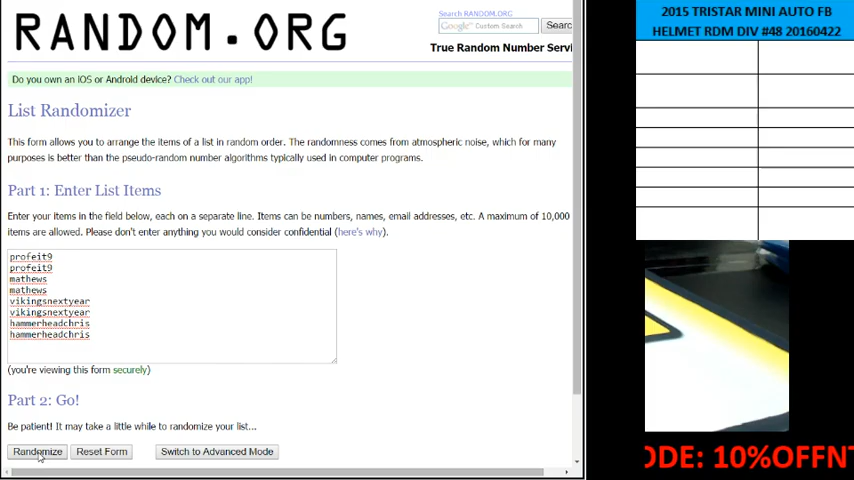 RANDOM.ORG
Search RANDOM.ORG
Google™ Custom Search
Searc
True Random Number Servi
Do you own an iOS or Android device? Check out our app!
List Randomizer
This form allows you to arrange the items of a list in random order. The randomness comes from atmospheric noise, which for many
purposes is better than the pseudo-random number algorithms typically used in computer programs.
Part 1: Enter List Items
Enter your items in the field below, each on a separate line. Items can be numbers, names, email addresses, etc. A maximum of 10,000
items are allowed. Please don't enter anything you would consider confidential (here's why).
profeit9
profeit9
mathews
mathews
vikingsnextyear
vikingsnextyear
hammerheadchris
hammerheadchris
(you're viewing this form securely)
Part 2: Go!
Be patient! It may take a little while to randomize your list...
Randomize
Reset Form
Switch to Advanced Mode
2015 TRISTAR MINI AUTO FB
HELMET RDM DIV #48 20160422
ODE: 10%OFFNT